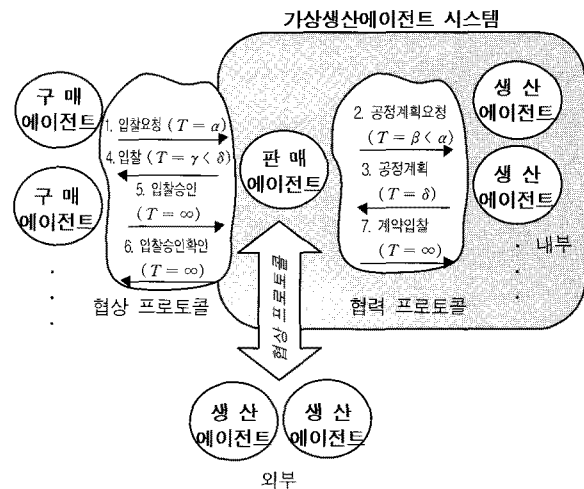 가상생산에이전트 시스템
구 매
에이전트
구 매
에이전트
1. 입찰요청 (T = α)
4. 입찰 (T = γ < δ)
5. 입찰승인
(T = ∞)
6. 입찰승인확인
(T = ∞)
협상 프로토콜
판 매
에이전트
2. 공정계획요청
(T = β < α)
3. 공정계획
(T = δ)
7. 계약입찰
(T = ∞)
협력 프로토콜
생 산
에이전트
생 산
에이전트
내부
협상 프로토콜
생 산
에이전트
생 산
에이전트
외부